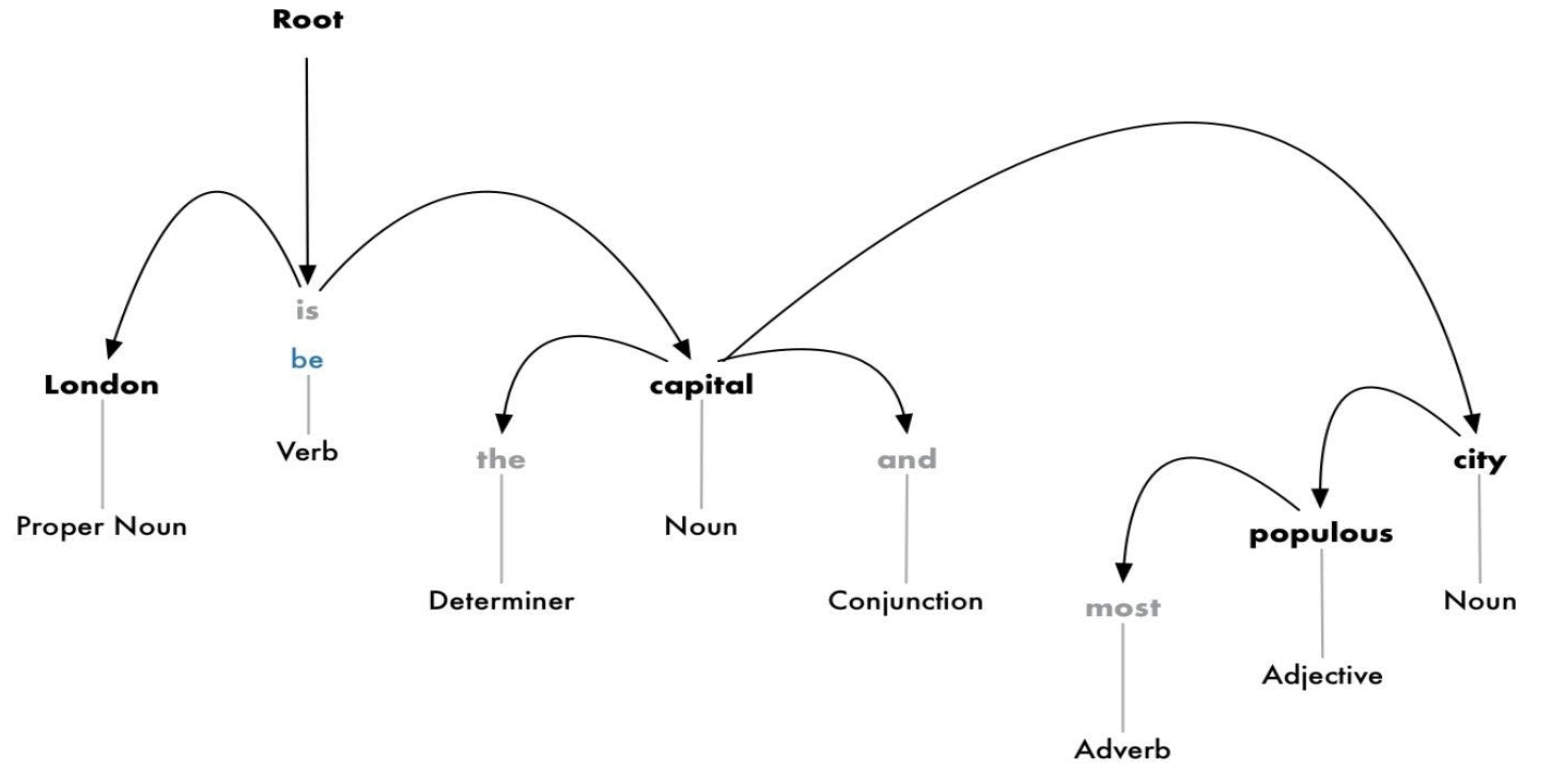 Root
is
be
London
capital
Verb
the
and
city
Proper Noun
Noun
populous
Determiner
Conjunction
most
Noun
Adjective
Adverb